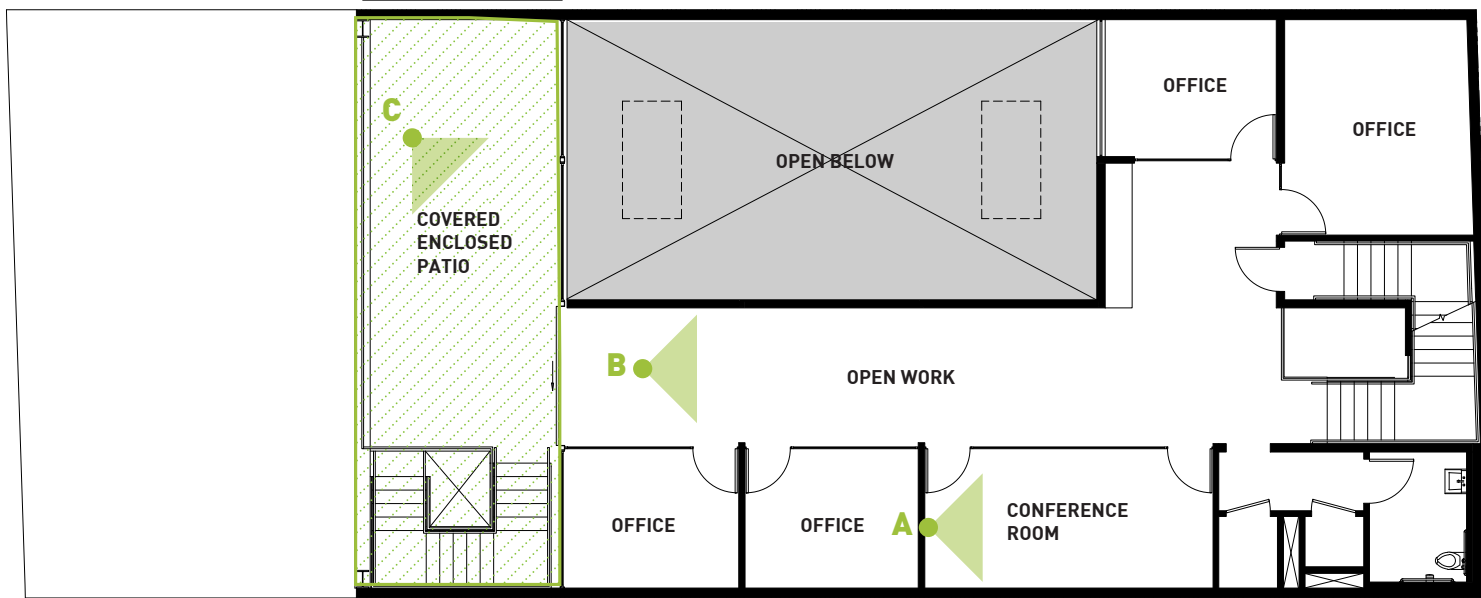 OFFICE
OFFICE
C
OPEN BELOW
COVERED
ENCLOSED
PATIO
B
OPEN WORK
OFFICE
OFFICE
A
CONFERENCE
ROOM